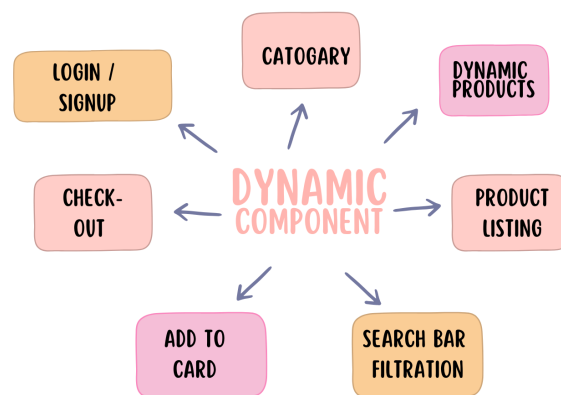 CATOGARY
LOGIN /
SIGNUP
DYNAMIC
PRODUCTS
DYNAMIC
COMPONENT
CHECK-
OUT
PRODUCT
LISTING
ADD TO
CARD
SEARCH BAR
FILTRATION